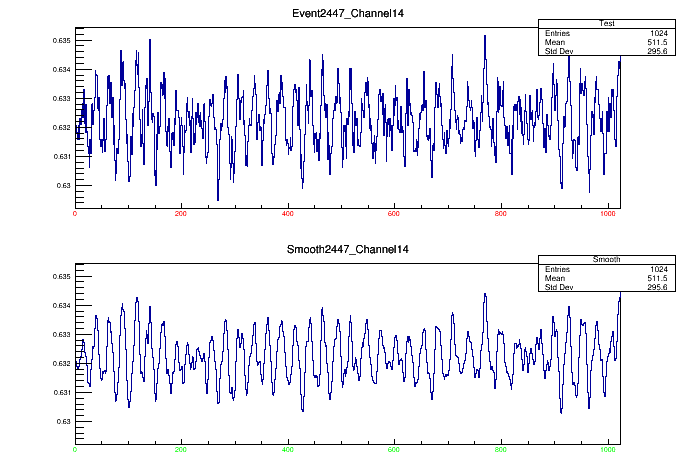 Event2447_Channel14
Test
Entries 1024
Mean 511.5
Std Dev 295.6
0.635
0.634
0.633
0.632
0.631
0.63
0 200 400 600 800 1000
Smooth2447_Channel14
Smooth
Entries 1024
Mean 511.5
Std Dev 295.6
0.635
0.634
0.633
0.632
0.631
0.63
0 200 400 600 800 1000